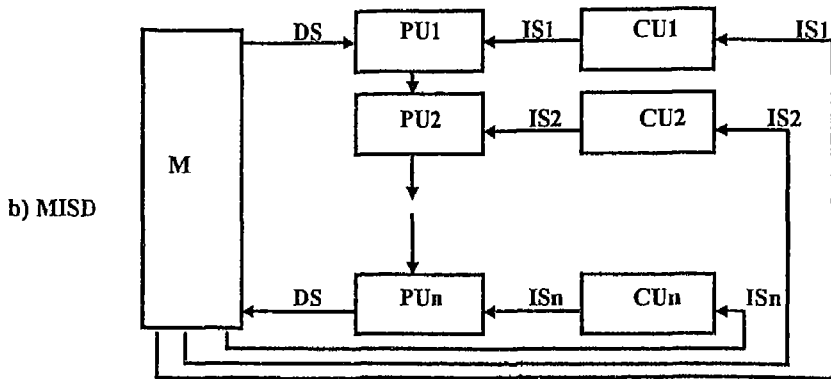 DS PU1 IS1 CU1 IS1
PU2 IS2 CU2 IS2
M
b) MISD
DS PUn ISn CUn ISn